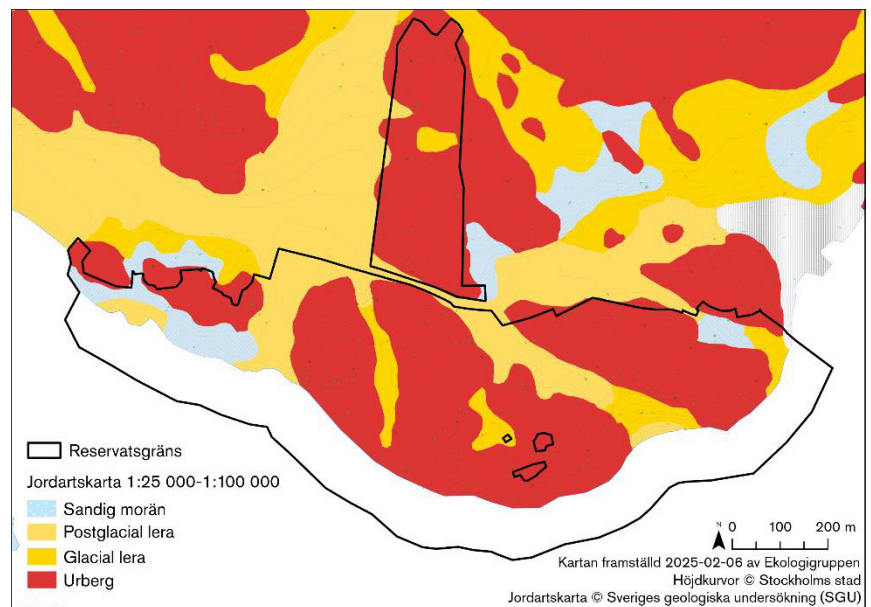 Reservatsgräns
Jordartskarta 1:25 000-1:100 000
Sandig morän
Postglacial lera
Glacial lera
Urberg
N 0 100 200 m
Kartan framställd 2025-02-06 av Ekologigruppen
Höjdkurvor © Stockholms stad
Jordartskarta © Sveriges geologiska undersökning (SGU)